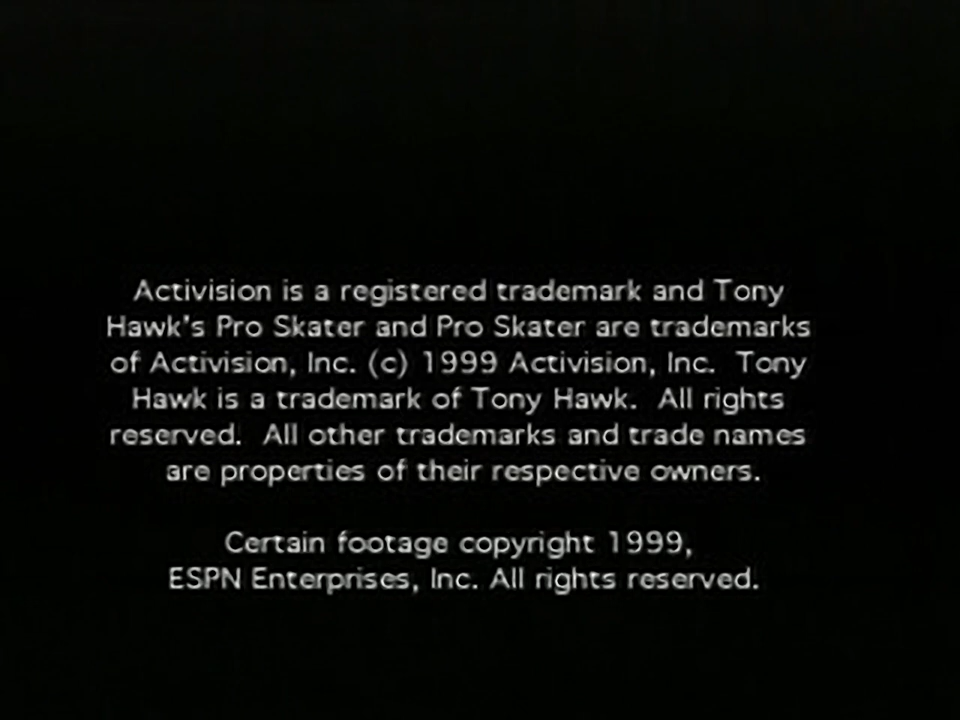 Activision is a registered trademark and Tony
Hawk's Pro Skater and Pro Skater are trademarks
of Activision, Inc. (c) 1999 Activision, Inc.  Tony
Hawk is a trademark of Tony Hawk.  All rights
reserved.  All other trademarks and trade names
are properties of their respective owners.

Certain footage copyright 1999,
ESPN Enterprises, Inc. All rights reserved.